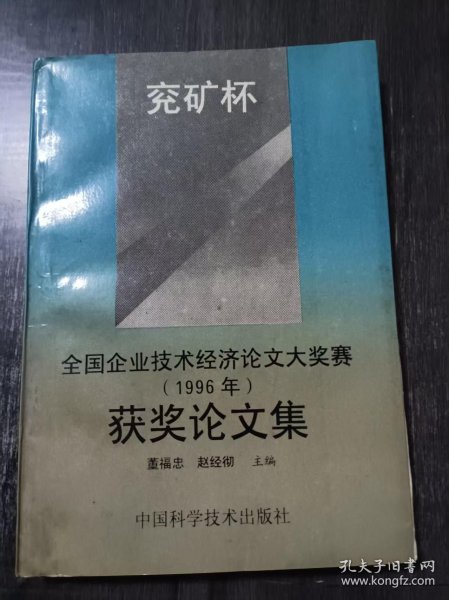 兖矿杯
全国企业技术经济论文大奖赛
（1996年）
获奖论文集
董福忠 赵经彻 主编
中国科学技术出版社
孔夫子旧书网
www.kongfz.com